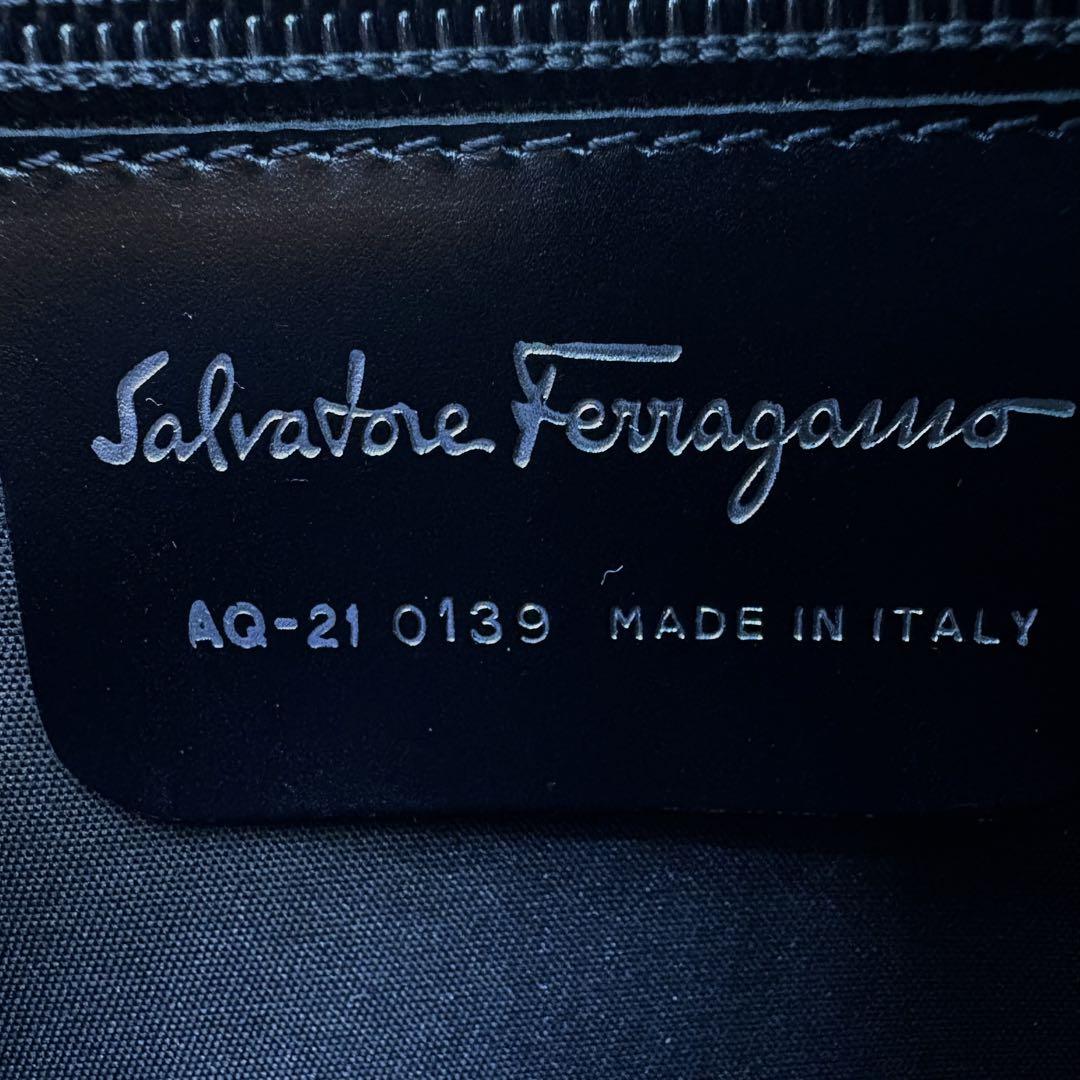 Salvatore Ferragamo
AQ-21 0139 MADE IN ITALY